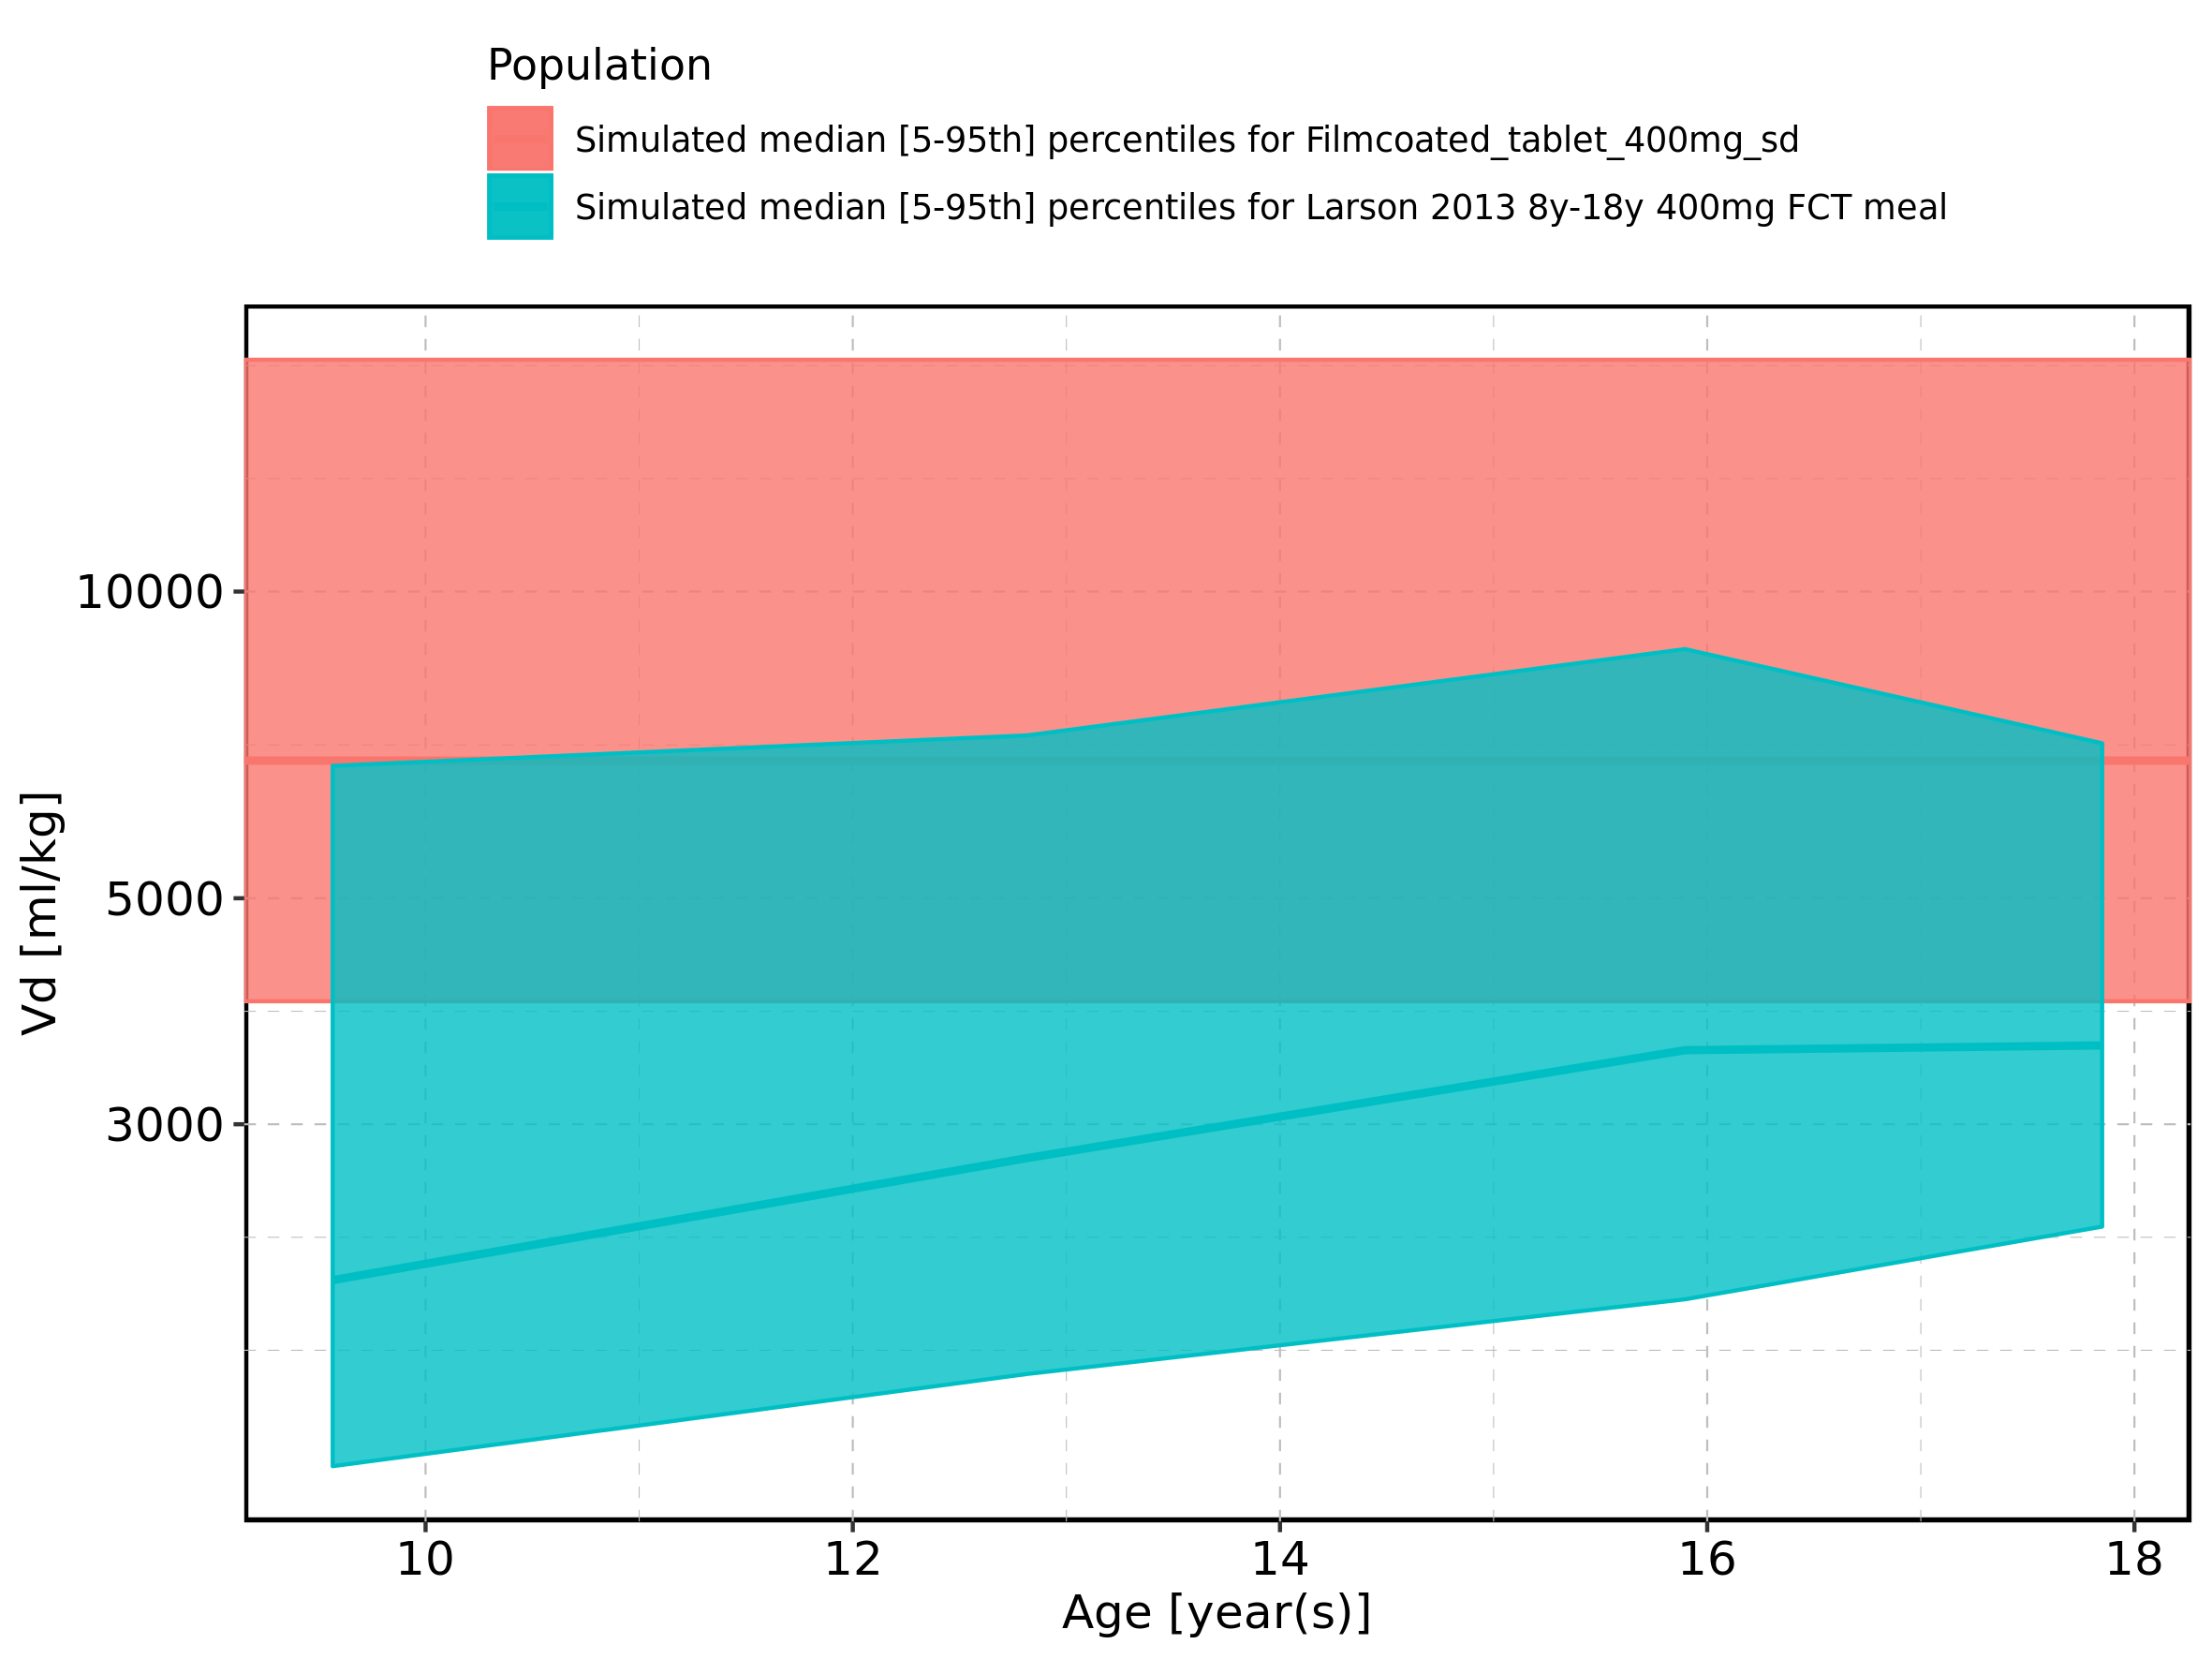 Population
Simulated median [5-95th] percentiles for Filmcoated_tablet_400mg_sd
Simulated median [5-95th] percentiles for Larson 2013 8y-18y 400mg FCT meal
10000
5000
3000
Vd [ml/kg]
10 12 14 16 18
Age [year(s)]